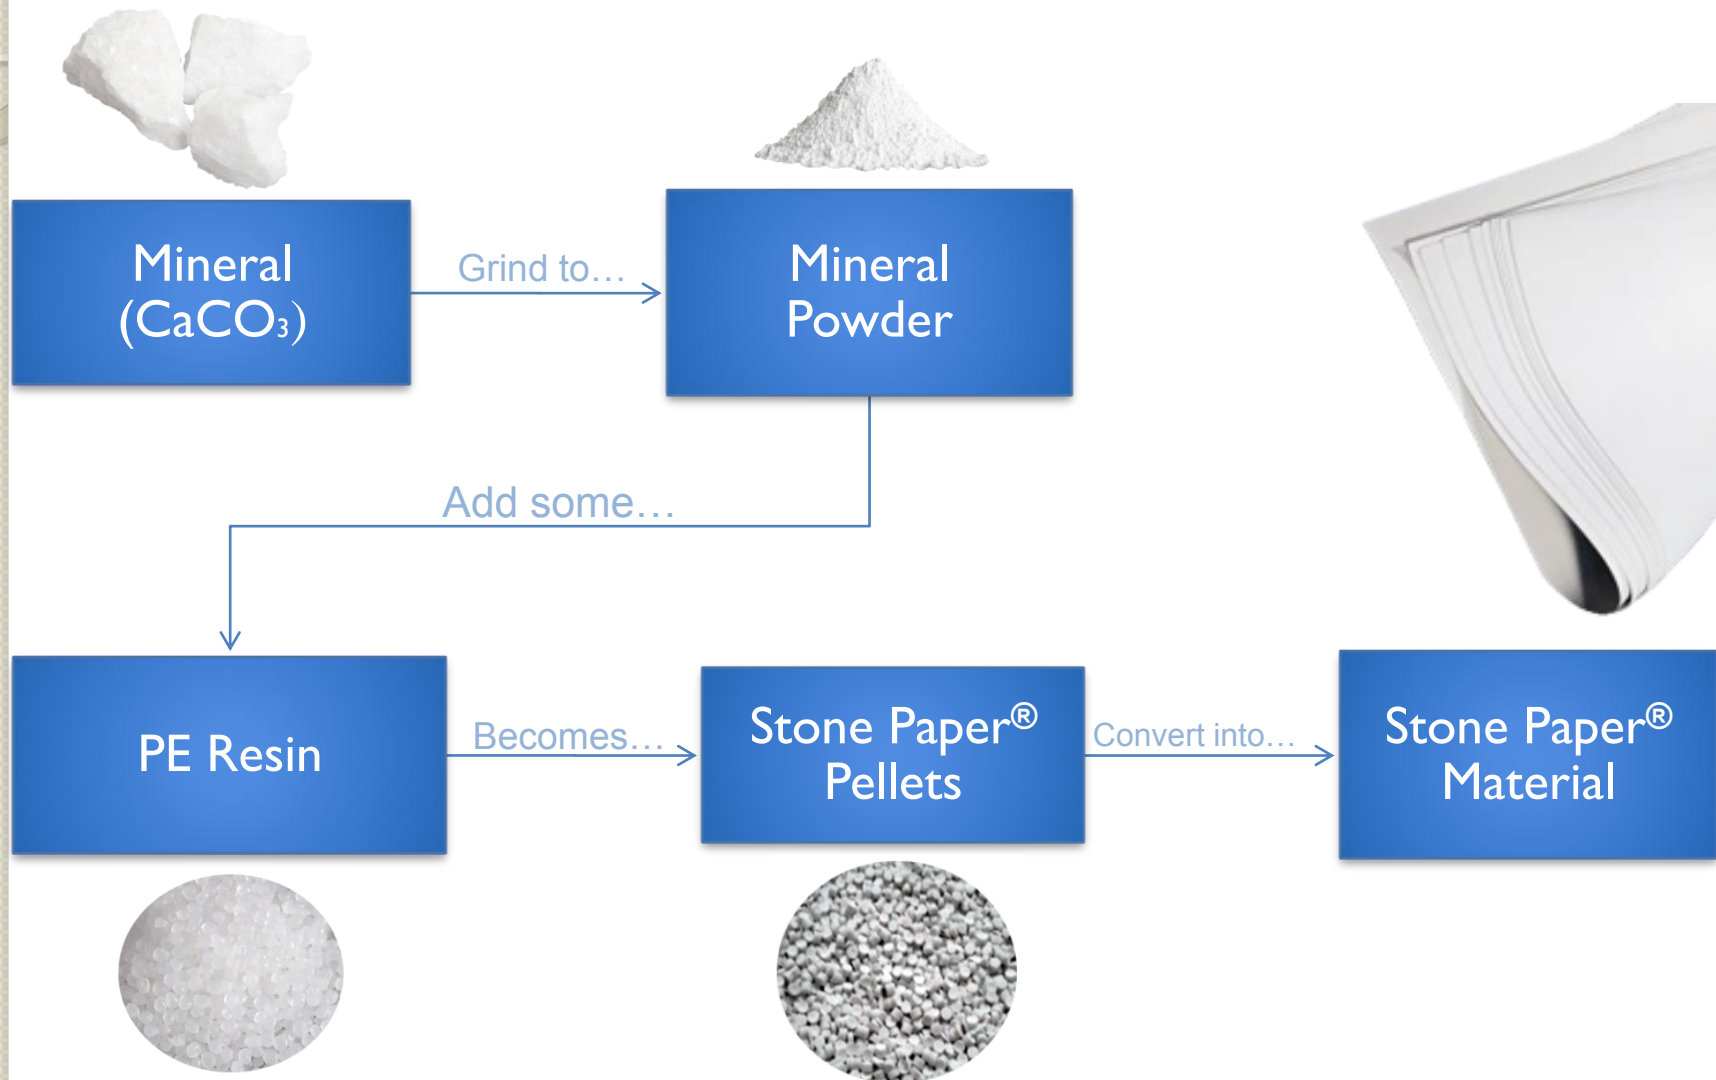 Mineral
(CaCO₃)
Grind to…
Mineral
Powder
Add some…
PE Resin
Becomes…
Stone Paper®
Pellets
Convert into…
Stone Paper®
Material